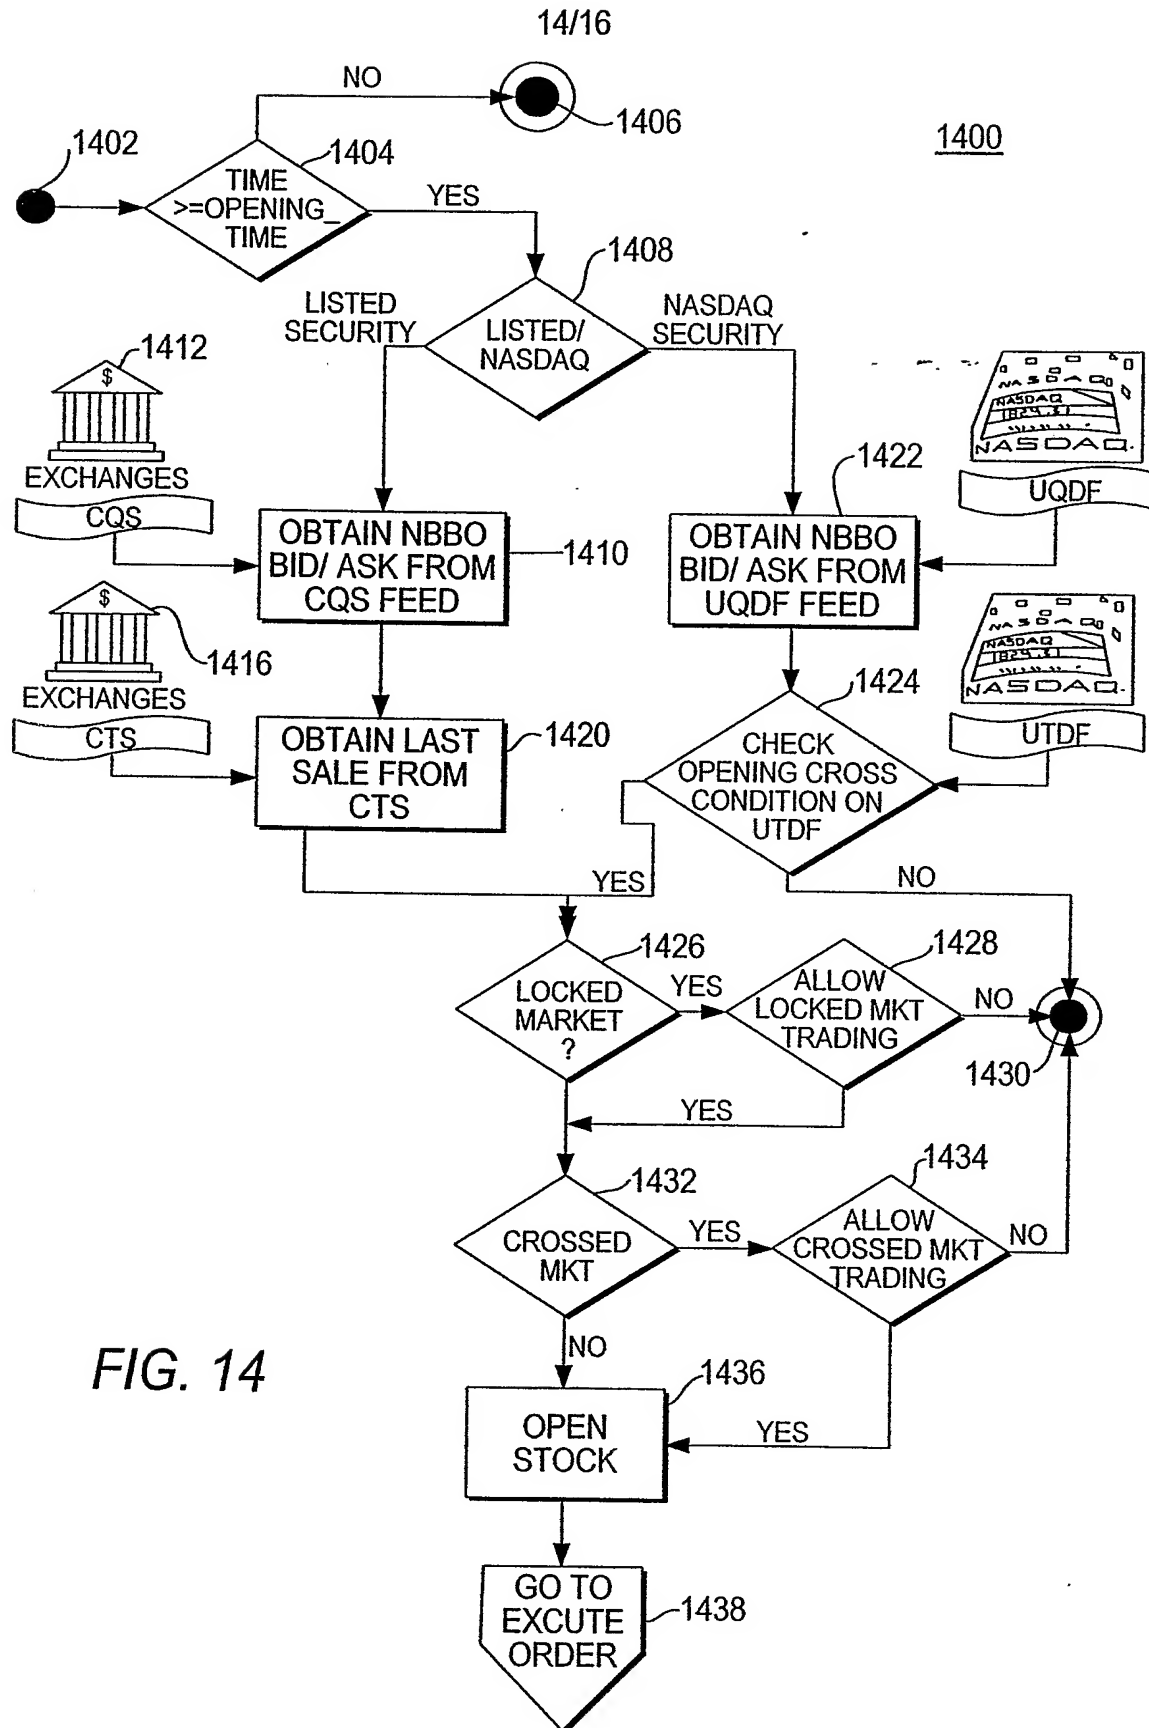 14/16
NO
1406
1400
1402
1404
TIME
>=OPENING_
TIME
YES
1408
LISTED
SECURITY
LISTED/
NASDAQ
NASDAQ
SECURITY
1412
$
EXCHANGES
CQS
OBTAIN NBBO
BID/ ASK FROM
CQS FEED
1410
1422
OBTAIN NBBO
BID/ ASK FROM
UQDF FEED
NASDAQ
NASDAQ
NASDAQ.
UQDF
$
1416
EXCHANGES
CTS
OBTAIN LAST
SALE FROM
CTS
1420
1424
CHECK
OPENING CROSS
CONDITION ON
UTDF
NASDAQ
NASDAQ
NASDAQ.
UTDF
YES
NO
1426
LOCKED
MARKET
?
YES
1428
ALLOW
LOCKED MKT
TRADING
NO
1430
YES
1432
CROSSED
MKT
YES
1434
ALLOW
CROSSED MKT
TRADING
NO
NO
FIG. 14
1436
OPEN
STOCK
YES
GO TO
EXCUTE
ORDER
1438